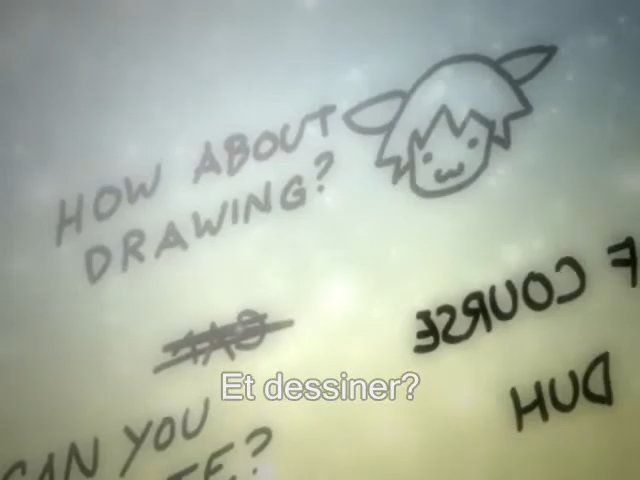 HOW ABOUT
DRAWING?
F COURSE
DUH
Et dessiner?
CAN YOU